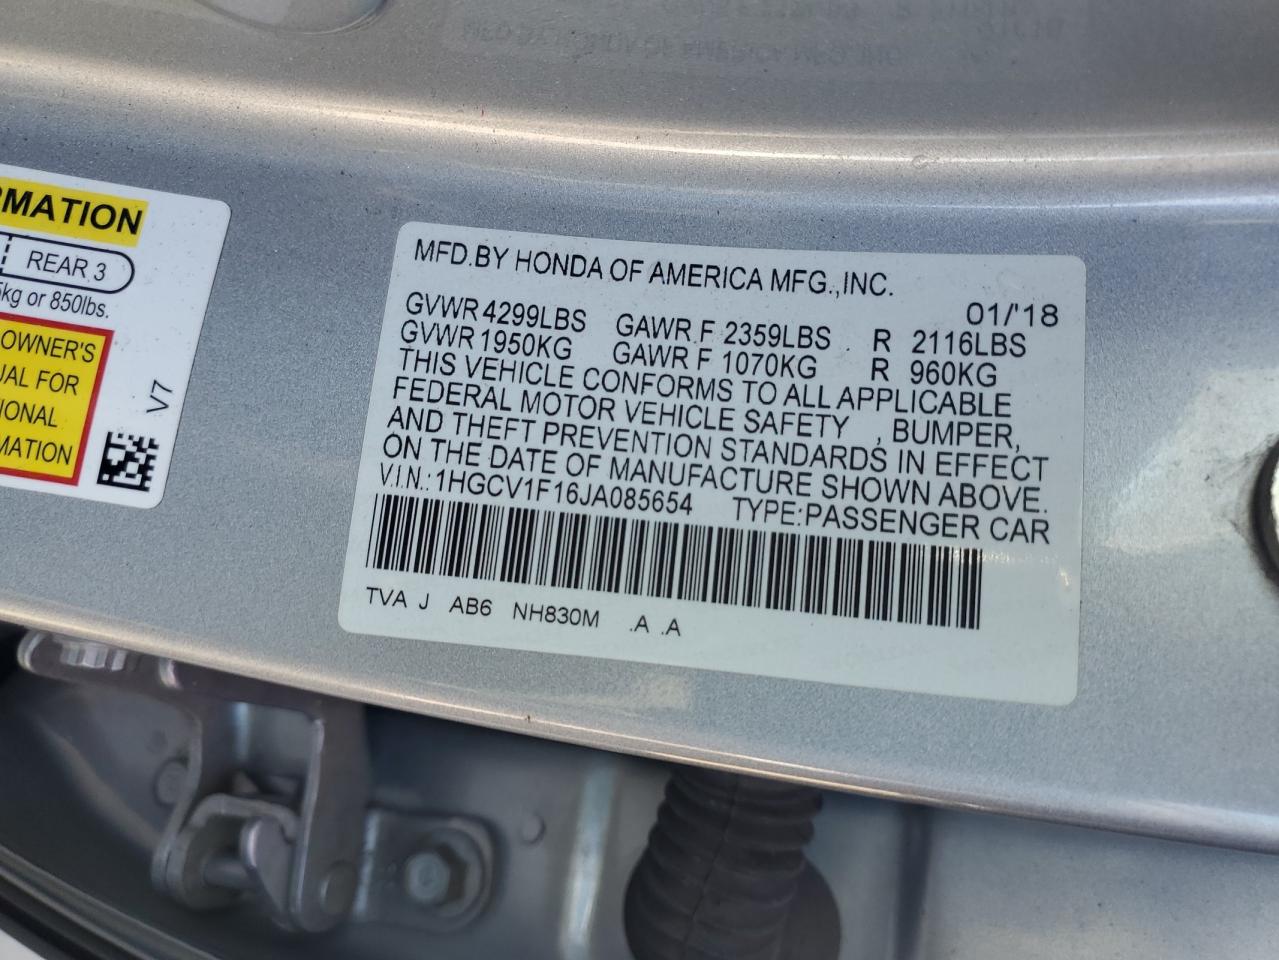 RMATION
REAR 3
kg or 850lbs.
OWNER'S
UAL FOR
IONAL
MATION
V7
MFD.BY HONDA OF AMERICA MFG.,INC.
01/'18
GVWR 4299LBS GAWR F 2359LBS R 2116LBS
GVWR 1950KG GAWR F 1070KG R 960KG
THIS VEHICLE CONFORMS TO ALL APPLICABLE
FEDERAL MOTOR VEHICLE SAFETY , BUMPER,
AND THEFT PREVENTION STANDARDS IN EFFECT
ON THE DATE OF MANUFACTURE SHOWN ABOVE.
V.I.N.:1HGCV1F16JA085654 TYPE:PASSENGER CAR
TVA J AB6 NH830M .A .A